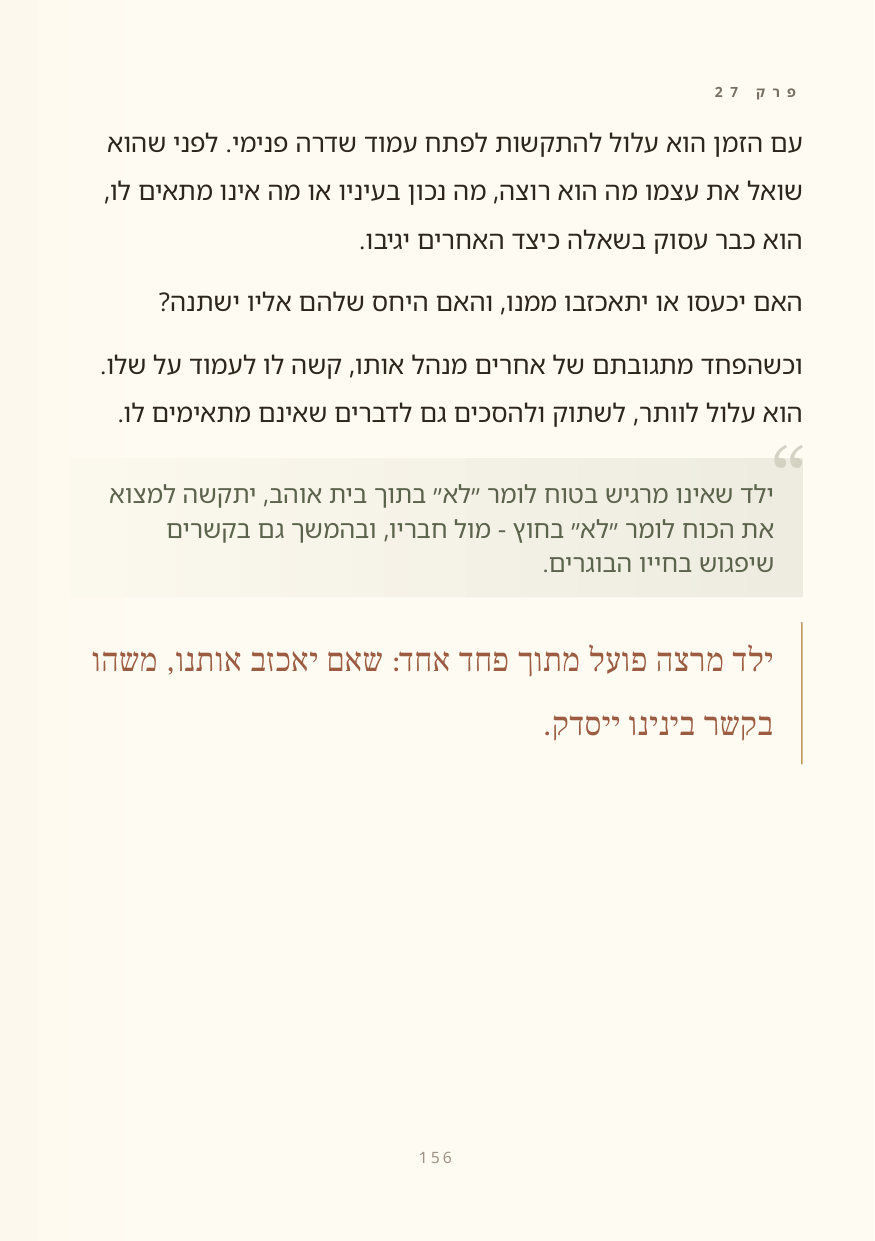 פרק 27
עם הזמן הוא עלול להתקשות לפתח עמוד שדרה פנימי. לפני שהוא
שואל את עצמו מה הוא רוצה, מה נכון בעיניו או מה אינו מתאים לו,
הוא כבר עסוק בשאלה כיצד האחרים יגיבו.
האם יכעסו או יתאכזבו ממנו, והאם היחס שלהם אליו ישתנה?
וכשהפחד מתגובתם של אחרים מנהל אותו, קשה לו לעמוד על שלו.
הוא עלול לוותר, לשתוק ולהסכים גם לדברים שאינם מתאימים לו.
“
ילד שאינו מרגיש בטוח לומר ״לא״ בתוך בית אוהב, יתקשה למצוא
את הכוח לומר ״לא״ בחוץ - מול חבריו, ובהמשך גם בקשרים
שיפגוש בחייו הבוגרים.
ילד מרצה פועל מתוך פחד אחד: שאם יאכזב אותנו, משהו
בקשר בינינו ייסדק.
156